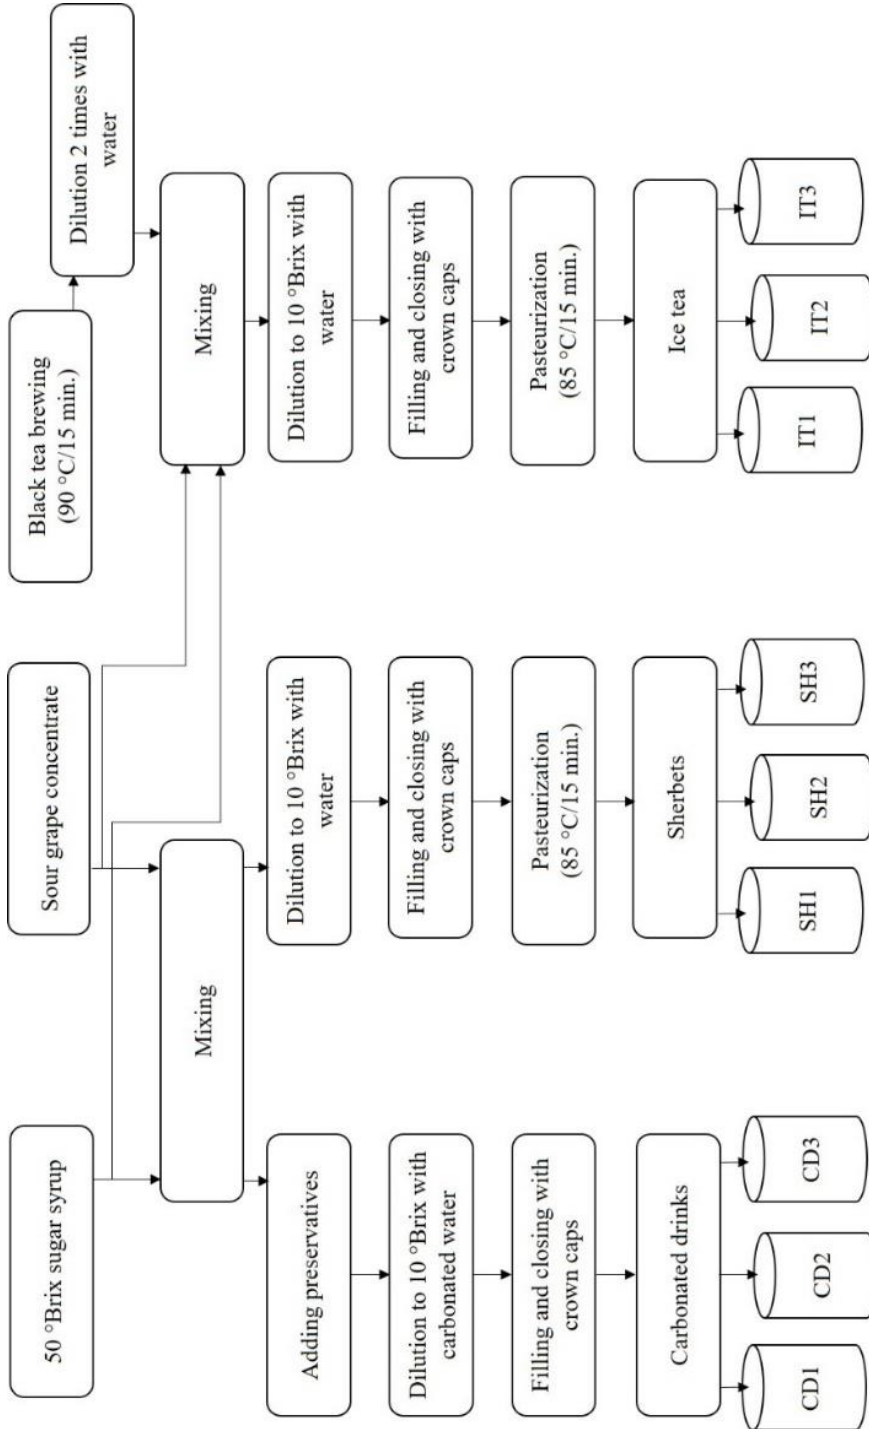 50 °Brix sugar syrup
Sour grape concentrate
Black tea brewing
(90 °C/15 min.)
Dilution 2 times with
water
Mixing
Mixing
Adding preservatives
Dilution to 10 °Brix with
water
Dilution to 10 °Brix with
water
Dilution to 10 °Brix with
carbonated water
Filling and closing with
crown caps
Filling and closing with
crown caps
Filling and closing with
crown caps
Pasteurization
(85 °C/15 min.)
Pasteurization
(85 °C/15 min.)
Carbonated drinks
Sherbets
Ice tea
CD1
CD2
CD3
SH1
SH2
SH3
IT1
IT2
IT3